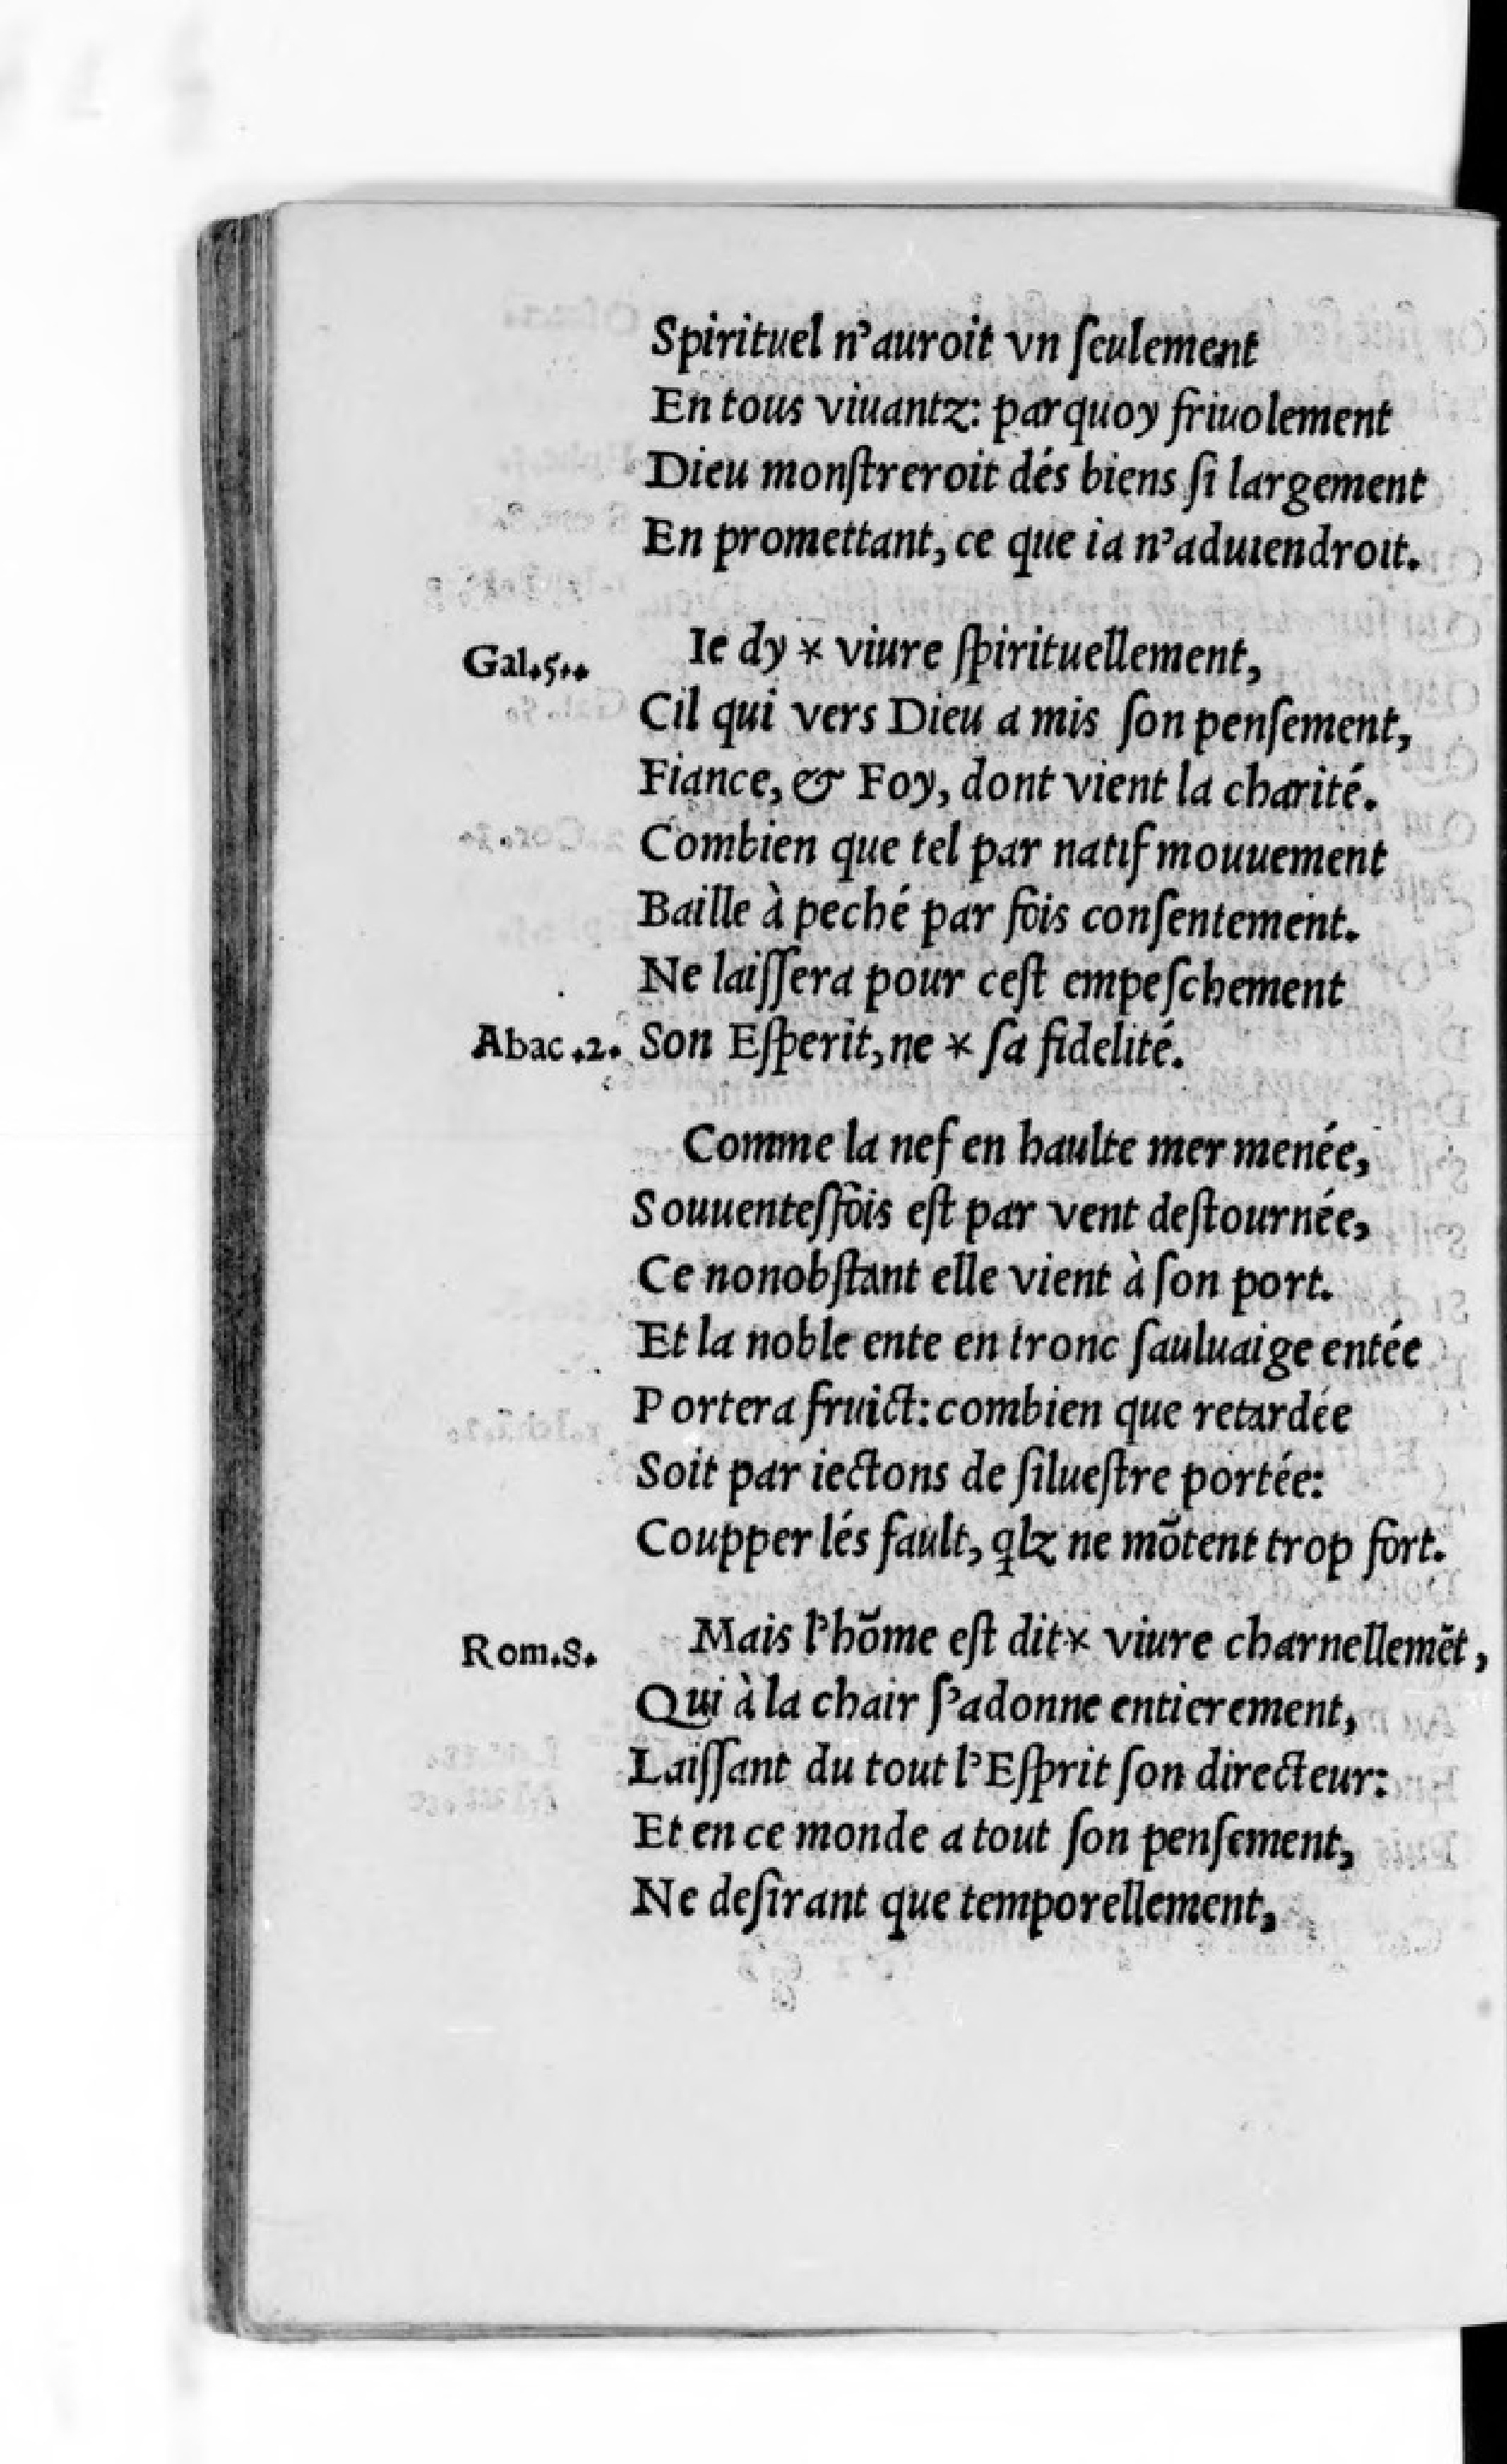 Spirituel n'auroit vn ſeulement
En tous viuantz: parquoy friuolement
Dieu monſtreroit dés biens ſi largement
En promettant, ce que ia n'aduiendroit.
Gal.5. Ie dy * viure ſpirituellement,
Cil qui vers Dieu a mis ſon penſement,
Fiance, & Foy, dont vient la charité.
Combien que tel par natif mouuement
Baille à peché par fois conſentement.
Ne laiſſera pour ceſt empeſchement
Abac.2. Son Eſperit, ne * ſa fidelité.
Comme la nef en haulte mer menée,
Souuenteſfois eſt par vent deſtournée,
Ce nonobſtant elle vient à ſon port.
Et la noble ente en tronc ſauluaige entée
Portera fruict: combien que retardée
Soit par iectons de ſilueſtre portée:
Coupper lés fault, qlz ne mõtent trop fort.
Rom.8. Mais l'hõme eſt dit * viure charnellemẽt,
Qui à la chair ſ'adonne entierement,
Laiſſant du tout l'Eſprit ſon directeur:
Et en ce monde a tout ſon penſement,
Ne deſirant que temporellement,